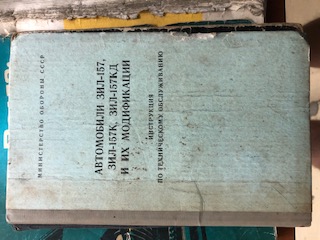 МИНИСТЕРСТВО ОБОРОНЫ СССР
АВТОМОБИЛИ ЗИЛ-157,
ЗИЛ-157К, ЗИЛ-157КД
И ИХ МОДИФИКАЦИИ
ИНСТРУКЦИЯ
ПО ТЕХНИЧЕСКОМУ ОБСЛУЖИВАНИЮ